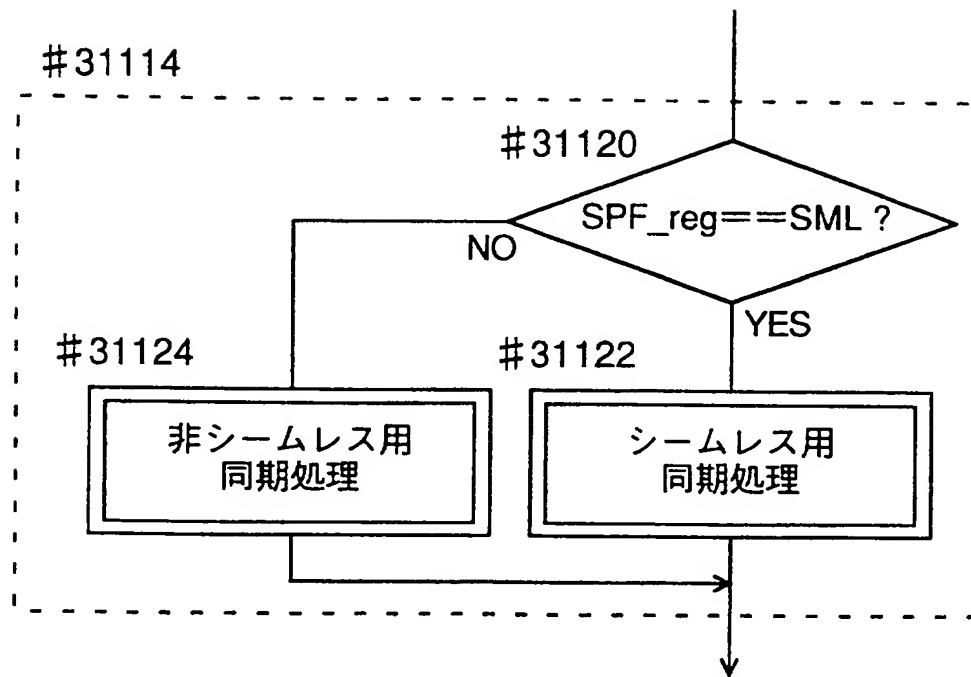 #31114
#31120
SPF_reg==SML ?
NO
YES
#31124
#31122
非シームレス用
同期処理
シームレス用
同期処理